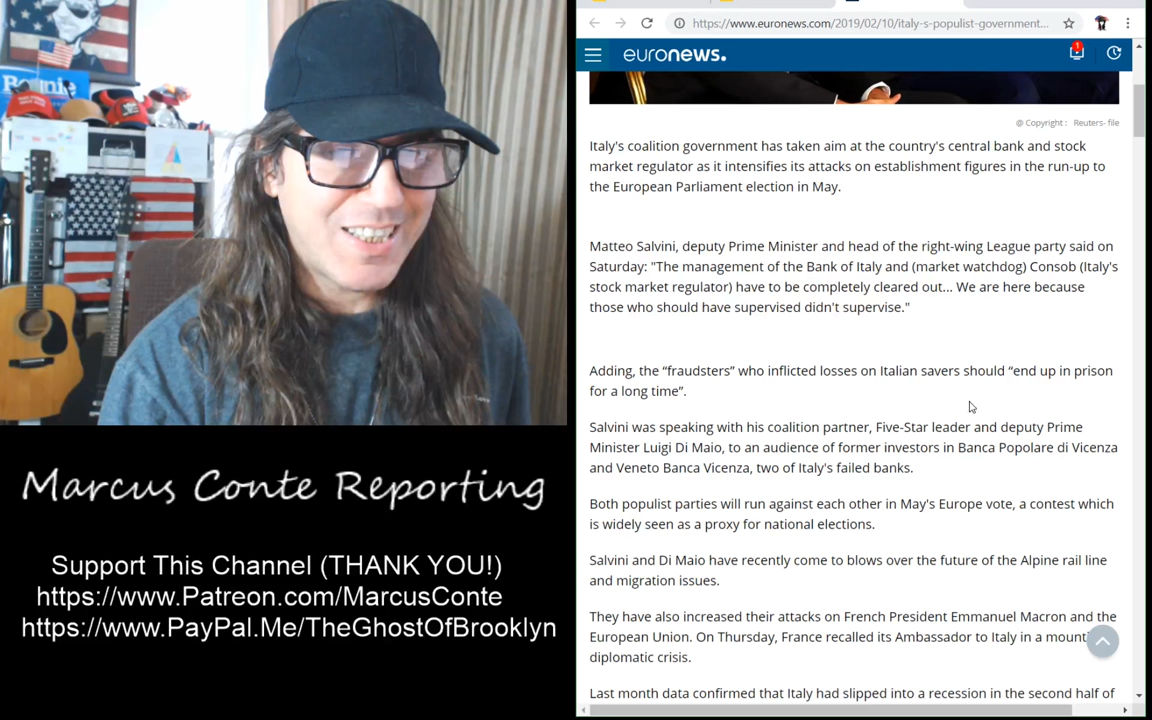 https://www.euronews.com/2019/02/10/italy-s-populist-government...
euronews.
1
@ Copyright : Reuters- file
Italy's coalition government has taken aim at the country's central bank and stock
market regulator as it intensifies its attacks on establishment figures in the run-up to
the European Parliament election in May.
Matteo Salvini, deputy Prime Minister and head of the right-wing League party said on
Saturday: "The management of the Bank of Italy and (market watchdog) Consob (Italy's
stock market regulator) have to be completely cleared out... We are here because
those who should have supervised didn't supervise."
Adding, the “fraudsters” who inflicted losses on Italian savers should “end up in prison
for a long time”.
Salvini was speaking with his coalition partner, Five-Star leader and deputy Prime
Minister Luigi Di Maio, to an audience of former investors in Banca Popolare di Vicenza
and Veneto Banca Vicenza, two of Italy's failed banks.
Both populist parties will run against each other in May's Europe vote, a contest which
is widely seen as a proxy for national elections.
Salvini and Di Maio have recently come to blows over the future of the Alpine rail line
and migration issues.
They have also increased their attacks on French President Emmanuel Macron and the
European Union. On Thursday, France recalled its Ambassador to Italy in a
diplomatic crisis.
Last month data confirmed that Italy had slipped into a recession in the second half of
Marcus Conte Reporting
Support This Channel (THANK YOU!)
https://www.Patreon.com/MarcusConte
https://www.PayPal.Me/TheGhostOfBrooklyn